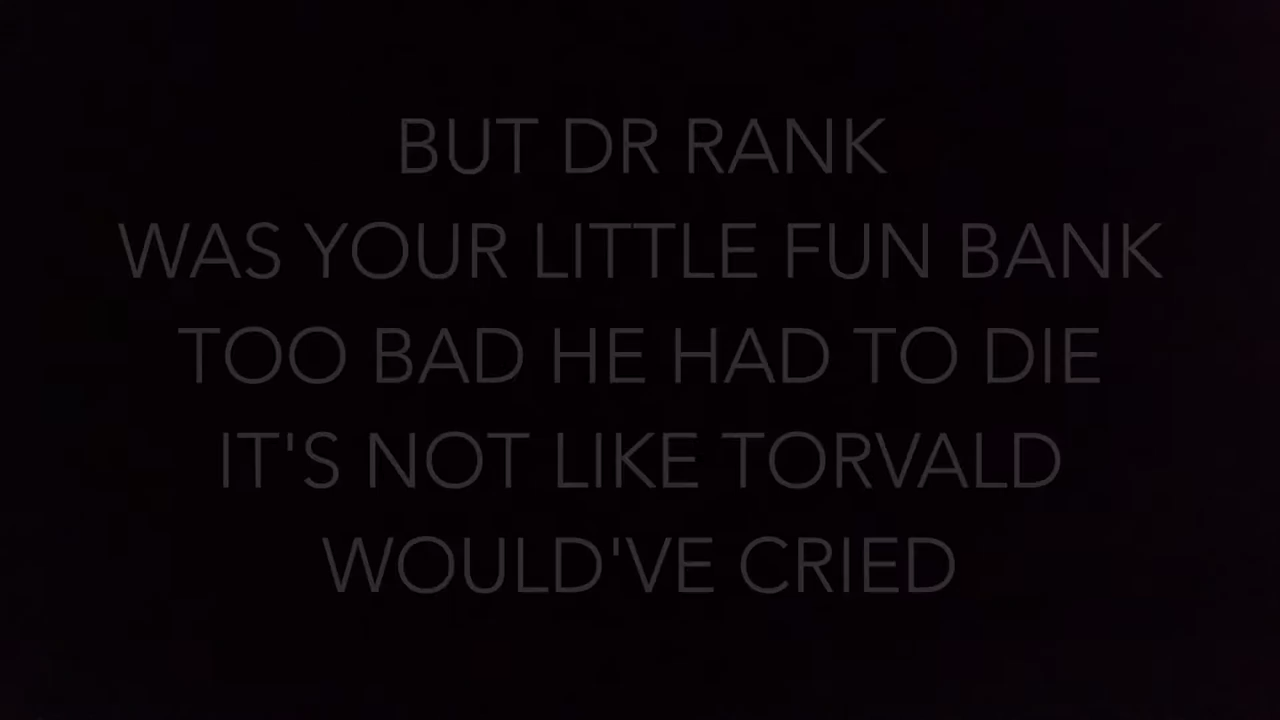 BUT DR RANK
WAS YOUR LITTLE FUN BANK
TOO BAD HE HAD TO DIE
IT'S NOT LIKE TORVALD
WOULD'VE CRIED